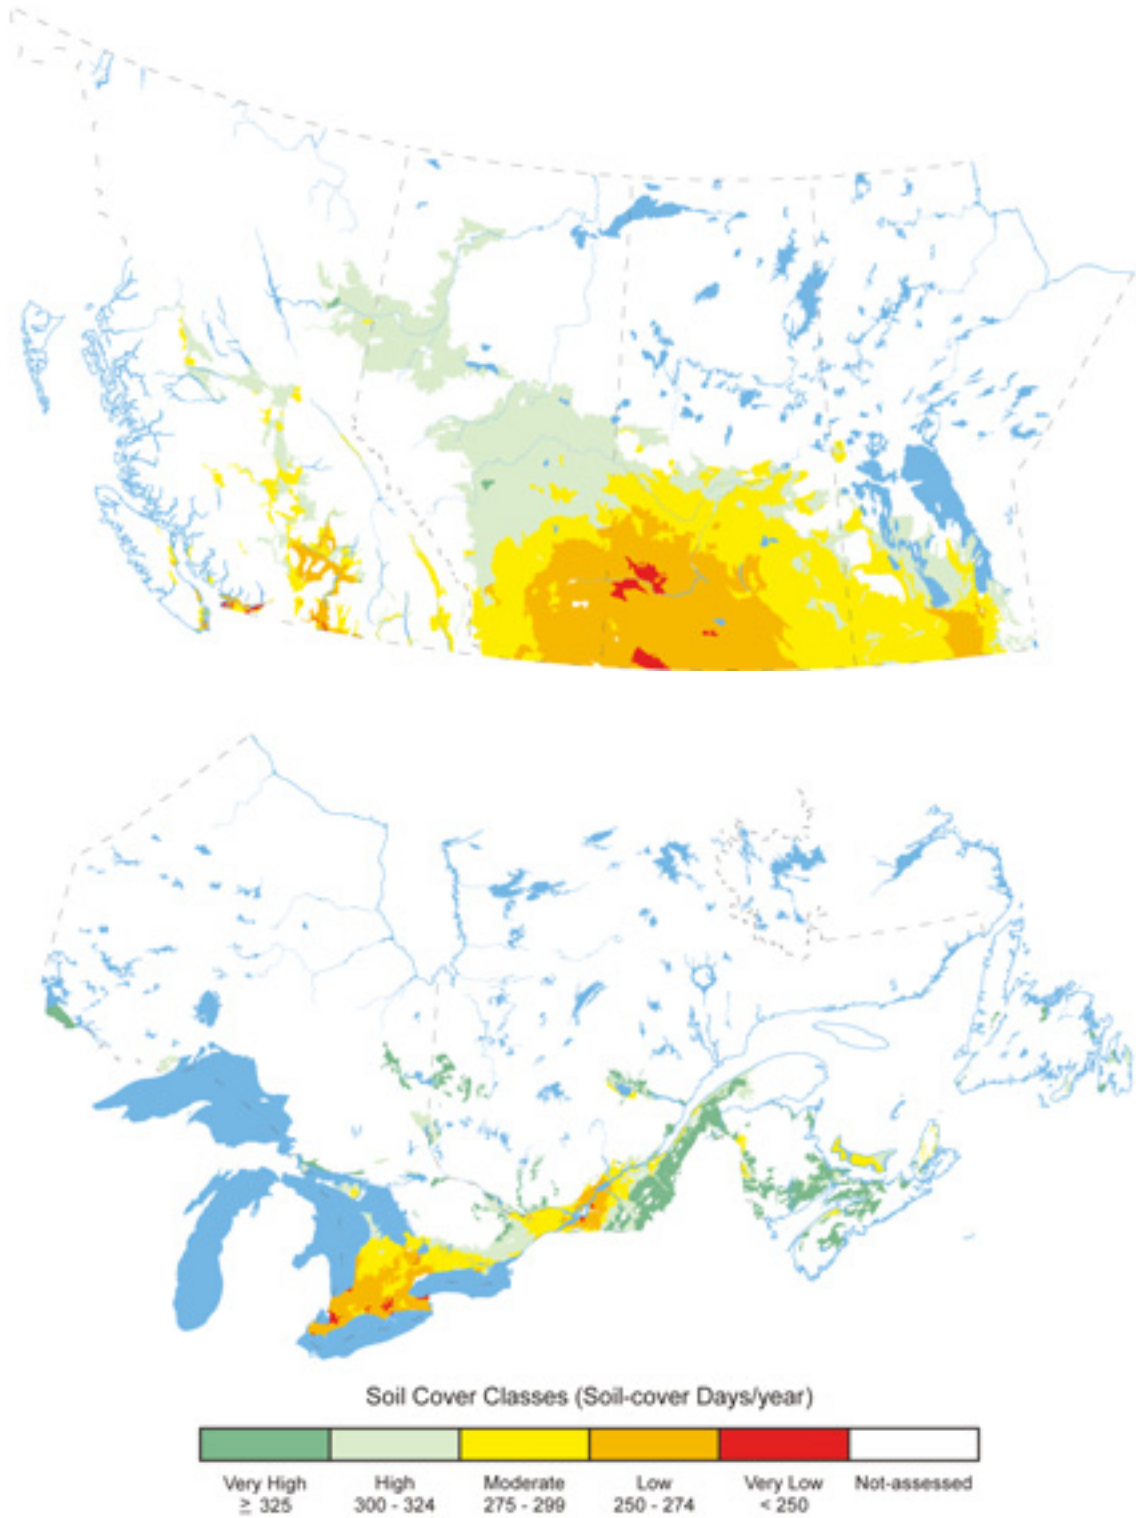 Soil Cover Classes (Soil-cover Days/year)
Very High High Moderate Low Very Low Not-assessed
≥ 325 300 - 324 275 - 299 250 - 274 < 250